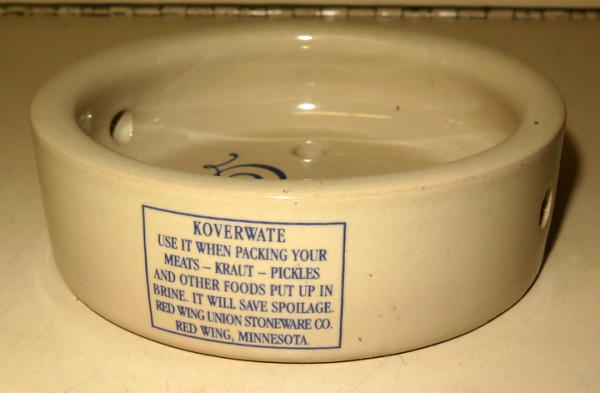 KOVERWATE
USE IT WHEN PACKING YOUR
MEATS – KRAUT – PICKLES
AND OTHER FOODS PUT UP IN
BRINE. IT WILL SAVE SPOILAGE.
RED WING UNION STONEWARE CO.
RED WING, MINNESOTA.